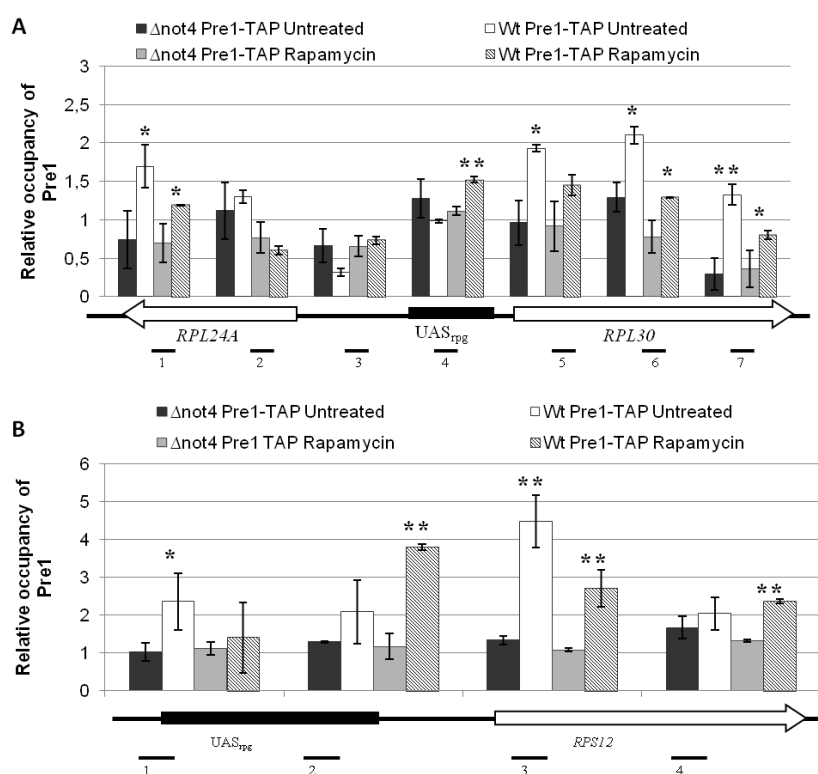 A
Δnot4 Pre1-TAP Untreated
Wt Pre1-TAP Untreated
Δnot4 Pre1-TAP Rapamycin
Wt Pre1-TAP Rapamycin
Relative occupancy of
Pre1
3
2,5
2
1,5
1
0,5
0
*
*
**
*
*
*
**
*
RPL24A
UASrpg
RPL30
1
2
3
4
5
6
7
B
Δnot4 Pre1-TAP Untreated
Wt Pre1-TAP Untreated
Δnot4 Pre1 TAP Rapamycin
Wt Pre1-TAP Rapamycin
Relative occupancy of
Pre1
6
5
4
3
2
1
0
*
**
**
**
**
UASrpg
RPS12
1
2
3
4